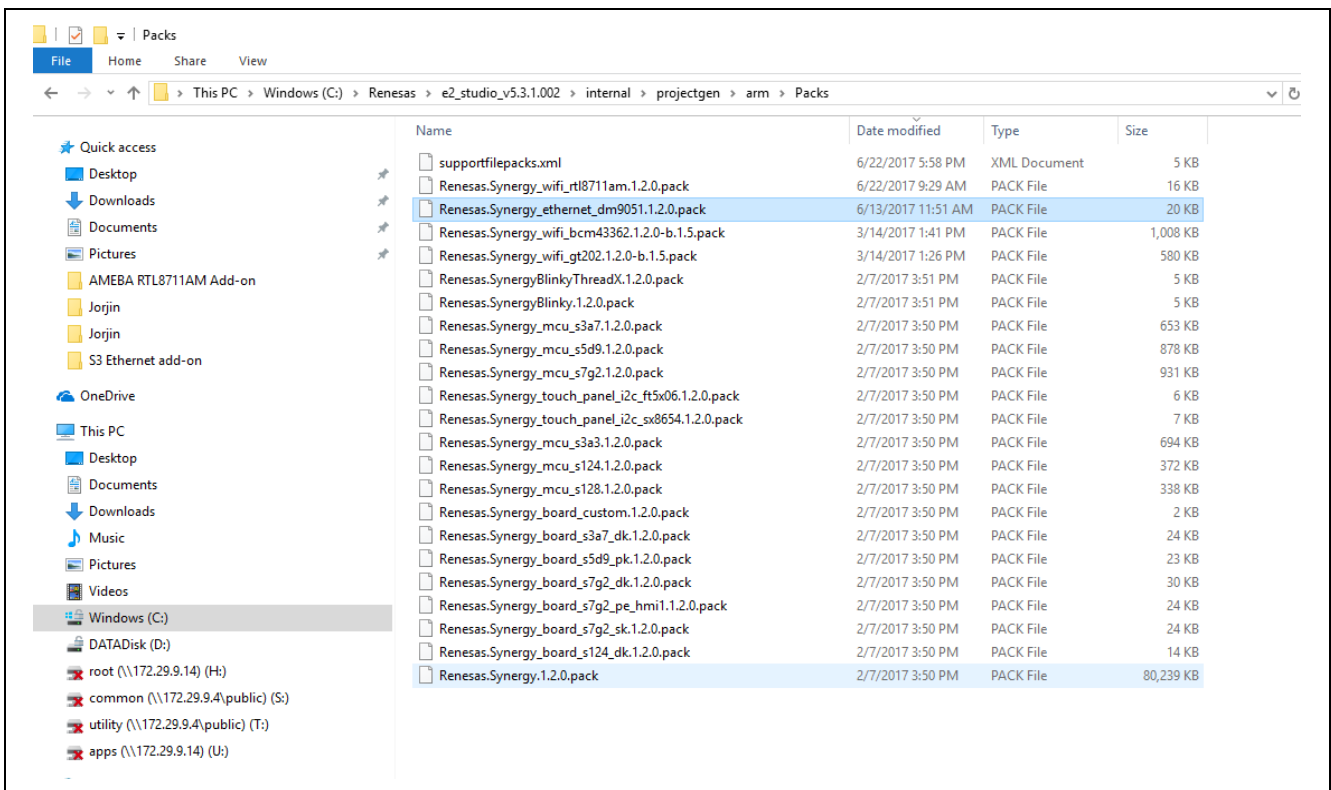 Packs
File Home Share View
This PC > Windows (C:) > Renesas > e2_studio_v5.3.1.002 > internal > projectgen > arm > Packs
Quick access
Desktop
Downloads
Documents
Pictures
AMEBA RTL8711AM Add-on
Jorjin
Jorjin
S3 Ethernet add-on
OneDrive
This PC
Desktop
Documents
Downloads
Music
Pictures
Videos
Windows (C:)
DATADisk (D:)
root (\\172.29.9.14) (H:)
common (\\172.29.9.4\public) (S:)
utility (\\172.29.9.4\public) (T:)
apps (\\172.29.9.14) (U:)
Name Date modified Type Size
supportfilepacks.xml 6/22/2017 5:58 PM XML Document 5 KB
Renesas.Synergy_wifi_rtl8711am.1.2.0.pack 6/22/2017 9:29 AM PACK File 16 KB
Renesas.Synergy_ethernet_dm9051.1.2.0.pack 6/13/2017 11:51 AM PACK File 20 KB
Renesas.Synergy_wifi_bcm43362.1.2.0-b.1.5.pack 3/14/2017 1:41 PM PACK File 1,008 KB
Renesas.Synergy_wifi_gt202.1.2.0-b.1.5.pack 3/14/2017 1:26 PM PACK File 580 KB
Renesas.SynergyBlinkyThreadX.1.2.0.pack 2/7/2017 3:51 PM PACK File 5 KB
Renesas.SynergyBlinky.1.2.0.pack 2/7/2017 3:51 PM PACK File 5 KB
Renesas.Synergy_mcu_s3a7.1.2.0.pack 2/7/2017 3:50 PM PACK File 653 KB
Renesas.Synergy_mcu_s5d9.1.2.0.pack 2/7/2017 3:50 PM PACK File 878 KB
Renesas.Synergy_mcu_s7g2.1.2.0.pack 2/7/2017 3:50 PM PACK File 931 KB
Renesas.Synergy_touch_panel_i2c_ft5x06.1.2.0.pack 2/7/2017 3:50 PM PACK File 6 KB
Renesas.Synergy_touch_panel_i2c_sx8654.1.2.0.pack 2/7/2017 3:50 PM PACK File 7 KB
Renesas.Synergy_mcu_s3a3.1.2.0.pack 2/7/2017 3:50 PM PACK File 694 KB
Renesas.Synergy_mcu_s124.1.2.0.pack 2/7/2017 3:50 PM PACK File 372 KB
Renesas.Synergy_mcu_s128.1.2.0.pack 2/7/2017 3:50 PM PACK File 338 KB
Renesas.Synergy_board_custom.1.2.0.pack 2/7/2017 3:50 PM PACK File 2 KB
Renesas.Synergy_board_s3a7_dk.1.2.0.pack 2/7/2017 3:50 PM PACK File 24 KB
Renesas.Synergy_board_s5d9_pk.1.2.0.pack 2/7/2017 3:50 PM PACK File 23 KB
Renesas.Synergy_board_s7g2_dk.1.2.0.pack 2/7/2017 3:50 PM PACK File 30 KB
Renesas.Synergy_board_s7g2_pe_hmi1.1.2.0.pack 2/7/2017 3:50 PM PACK File 24 KB
Renesas.Synergy_board_s7g2_sk.1.2.0.pack 2/7/2017 3:50 PM PACK File 24 KB
Renesas.Synergy_board_s124_dk.1.2.0.pack 2/7/2017 3:50 PM PACK File 14 KB
Renesas.Synergy.1.2.0.pack 2/7/2017 3:50 PM PACK File 80,239 KB